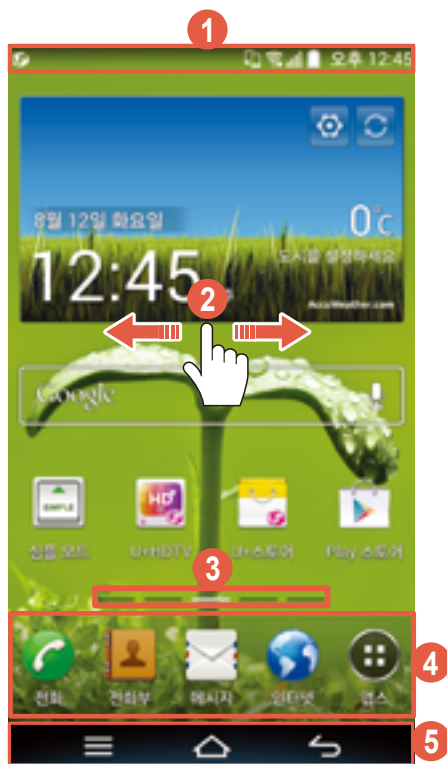 1
오후 12:45
8월 12일 화요일
0°c
도시를 설정하세요
12:45
AccuWeather.com
2
Google
SIMPLE
HD
심플 모드
U+HDTV
U+스토어
Play 스토어
3
전화
전화부
메시지
인터넷
앱스
4
5